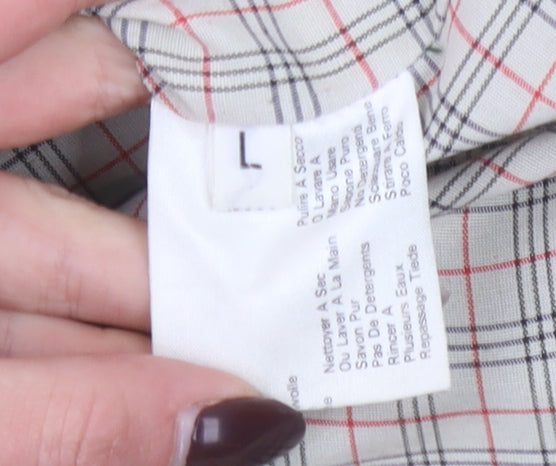 L
Pulire A Secco
O Lavare A
Mano Usare
Sapone Puro
No Detergens
Sciacquare Bene
Stirare A Ferro
Poco Caldo
Nettoyer A Sec
Ou Laver A La Main
Savon Pur
Pas De Detergents
Rincer A
Plusieurs Eaux
Repassage Tiede